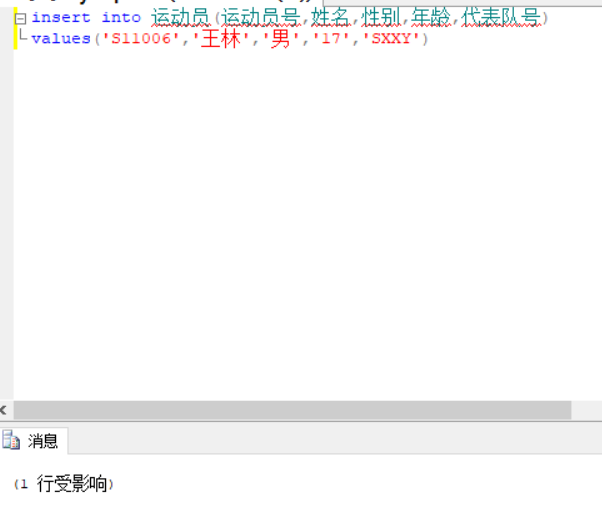 insert into 运动员(运动员号,姓名,性别,年龄,代表队号)
values('S11006','王林','男','17','SXXY')
消息
(1 行受影响)